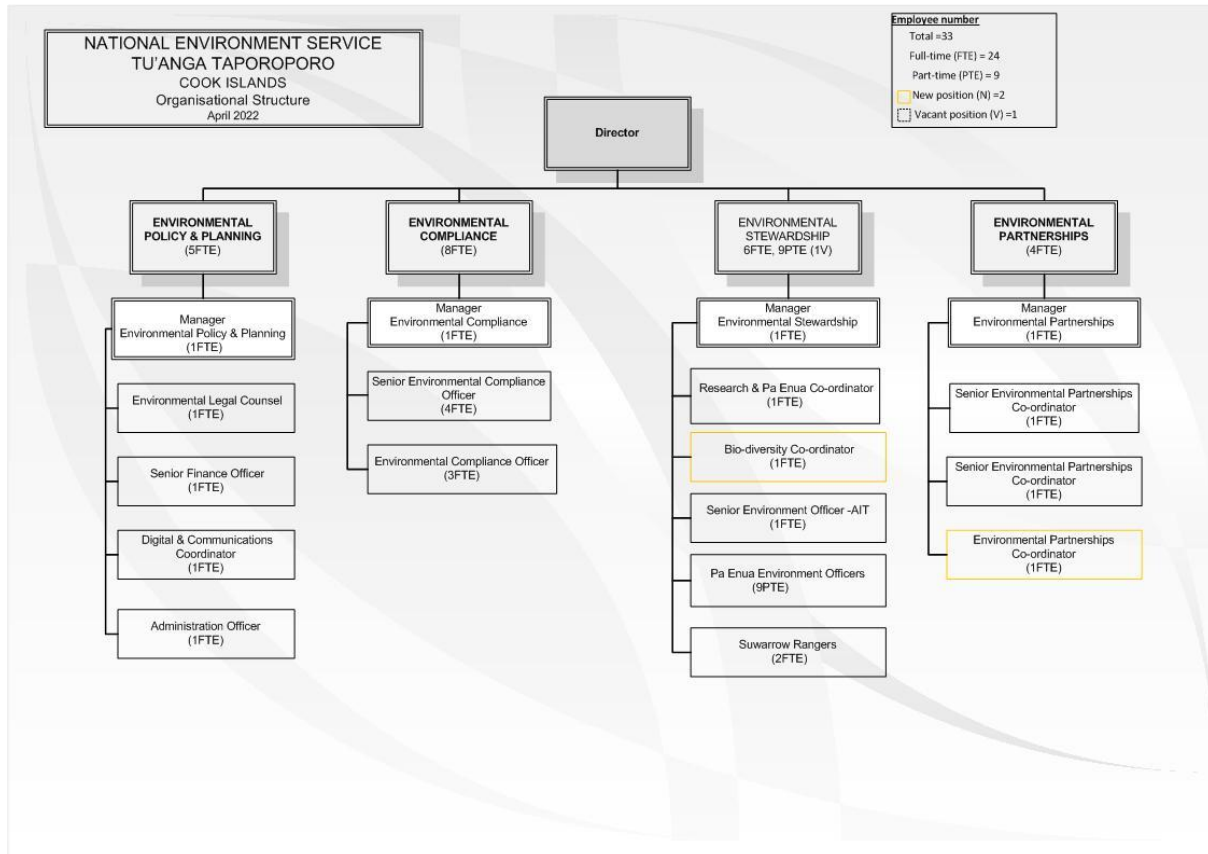 NATIONAL ENVIRONMENT SERVICE
TU'ANGA TAPOROPORO
COOK ISLANDS
Organisational Structure
April 2022
Employee number
Total =33
Full-time (FTE) = 24
Part-time (PTE) = 9
New position (N) =2
Vacant position (V) =1
Director
ENVIRONMENTAL
POLICY & PLANNING
(5FTE)
Manager
Environmental Policy & Planning
(1FTE)
Environmental Legal Counsel
(1FTE)
Senior Finance Officer
(1FTE)
Digital & Communications
Coordinator
(1FTE)
Administration Officer
(1FTE)
ENVIRONMENTAL
COMPLIANCE
(8FTE)
Manager
Environmental Compliance
(1FTE)
Senior Environmental Compliance
Officer
(4FTE)
Environmental Compliance Officer
(3FTE)
ENVIRONMENTAL
STEWARDSHIP
6FTE, 9PTE (1V)
Manager
Environmental Stewardship
(1FTE)
Research & Pa Enua Co-ordinator
(1FTE)
Bio-diversity Co-ordinator
(1FTE)
Senior Environment Officer -AIT
(1FTE)
Pa Enua Environment Officers
(9PTE)
Suwarrow Rangers
(2FTE)
ENVIRONMENTAL
PARTNERSHIPS
(4FTE)
Manager
Environmental Partnerships
(1FTE)
Senior Environmental Partnerships
Co-ordinator
(1FTE)
Senior Environmental Partnerships
Co-ordinator
(1FTE)
Environmental Partnerships
Co-ordinator
(1FTE)